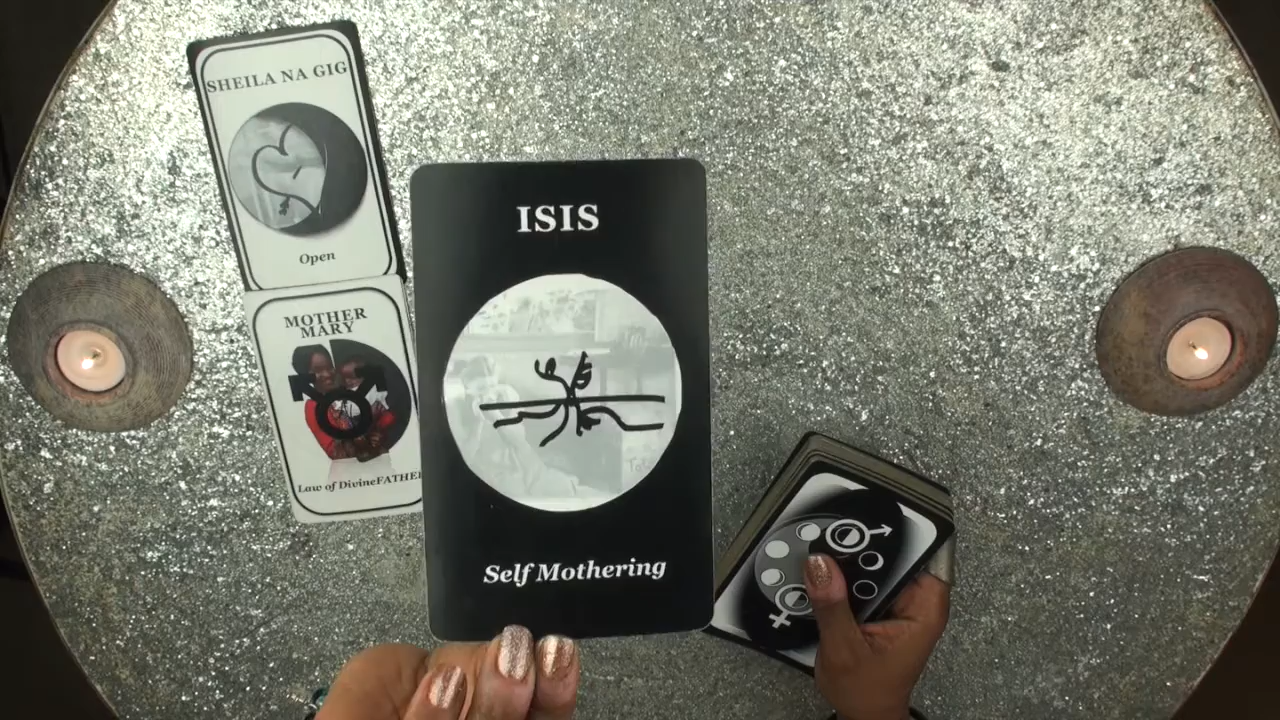 SHEILA NA GIG
Open
MOTHER
MARY
Law of DivineFATHER
ISIS
Self Mothering